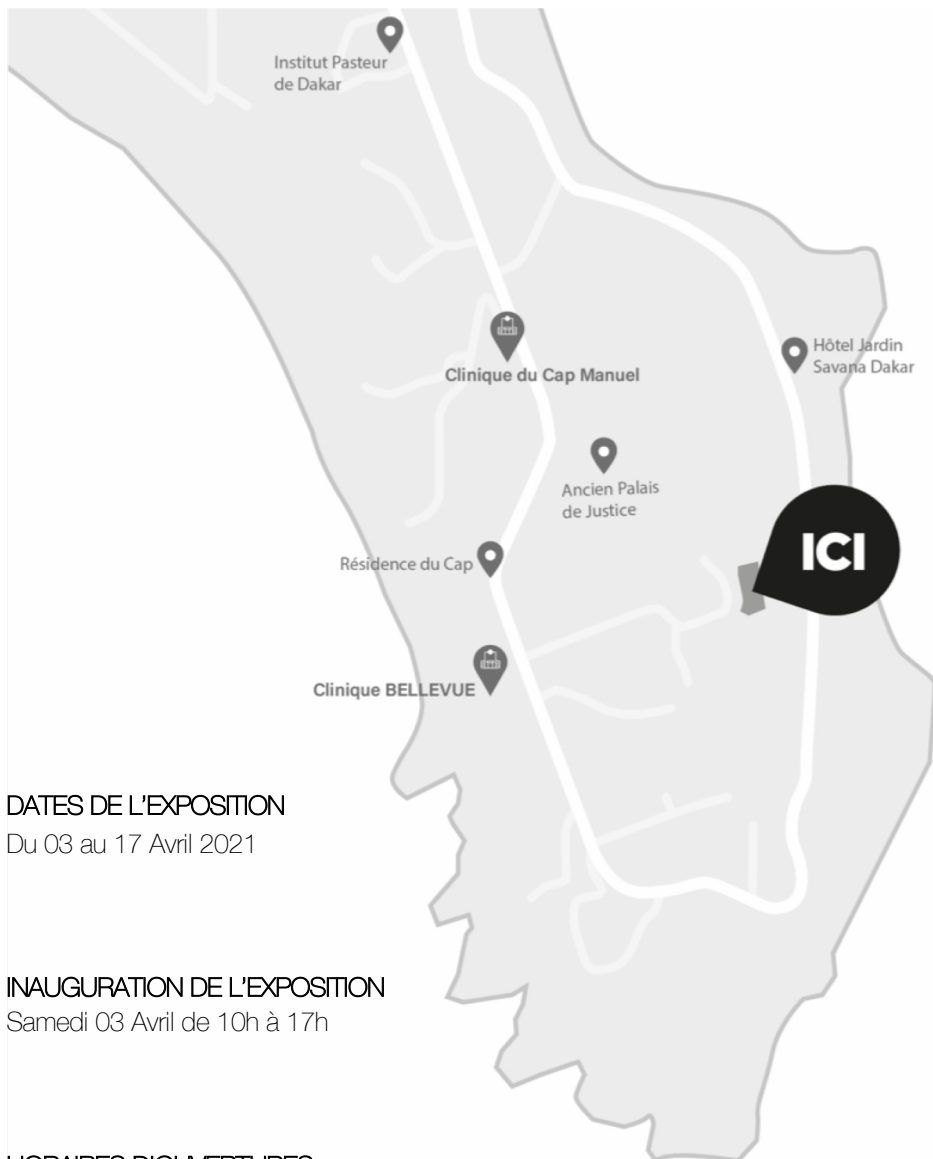 Institut Pasteur
de Dakar
Hôtel Jardin
Savana Dakar
Clinique du Cap Manuel
Ancien Palais
de Justice
ICI
Résidence du Cap
Clinique BELLEVUE
DATES DE L'EXPOSITION
Du 03 au 17 Avril 2021
INAUGURATION DE L'EXPOSITION
Samedi 03 Avril de 10h à 17h
HORAIRES D'OUVERTURES